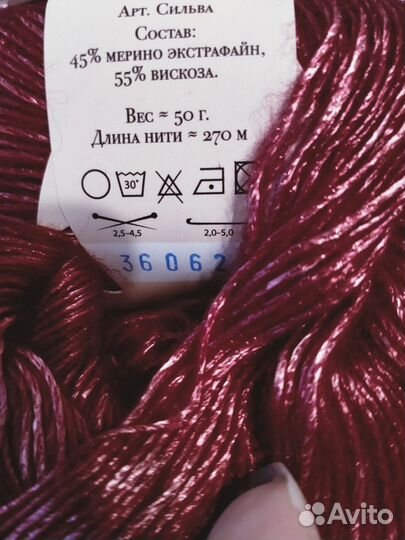 Арт. Сильва
Состав:
45% мерино экстрафайн,
55% вискоза.
Вес ≈ 50 г.
Длина нити ≈ 270 м
30°
2,5-4,5 2,0-5,0
36062
Avito